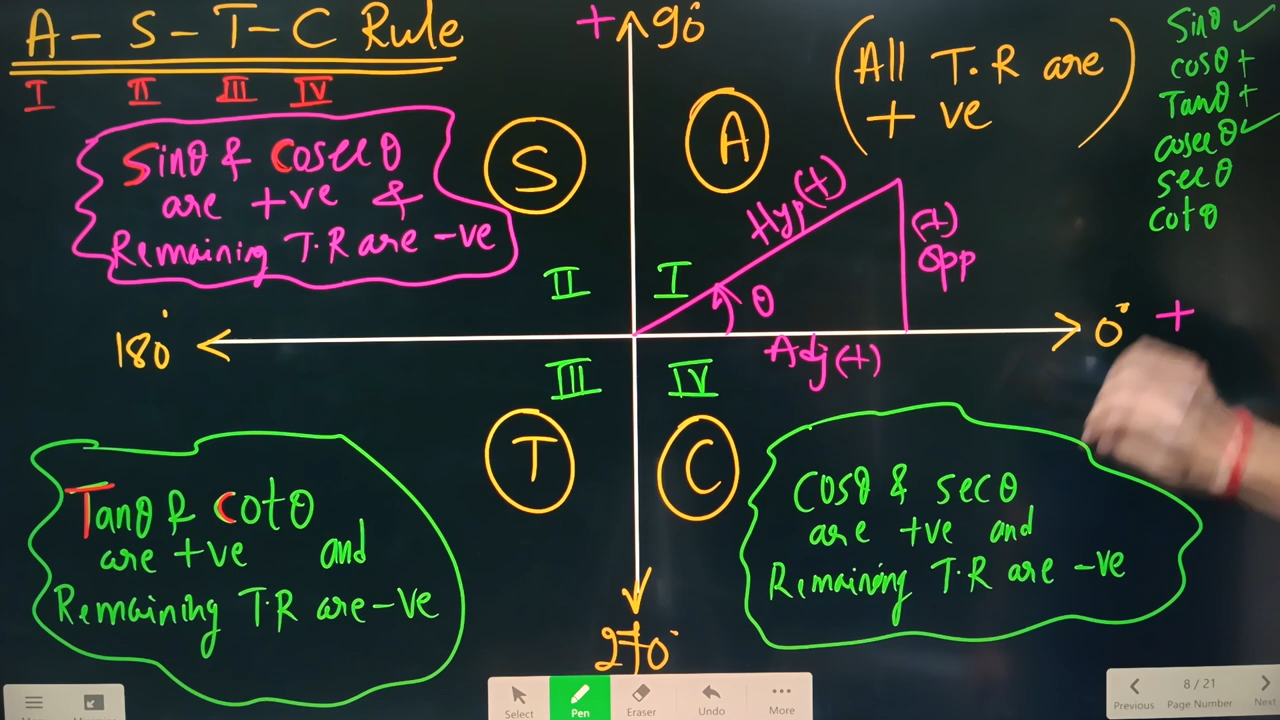 A - S - T - C Rule
I II III IV
Sinθ & Cosecθ
are +ve &
Remaining T.R are -ve
S
A
+
90°
(All T.R are
+ ve)
Sinθ ✓
cosθ +
Tanθ +
cosecθ ✓
secθ
cotθ
Hyp(+)
(+)
Opp
θ
Adj(+)
II
I
III
IV
180°
0°
+
T
C
Tanθ & Cotθ
are +ve and
Remaining T.R are -ve
Cosθ & secθ
are +ve and
Remaining T.R are -ve
270°
Select
Pen
Eraser
Undo
More
Previous
8 / 21
Page Number
Next